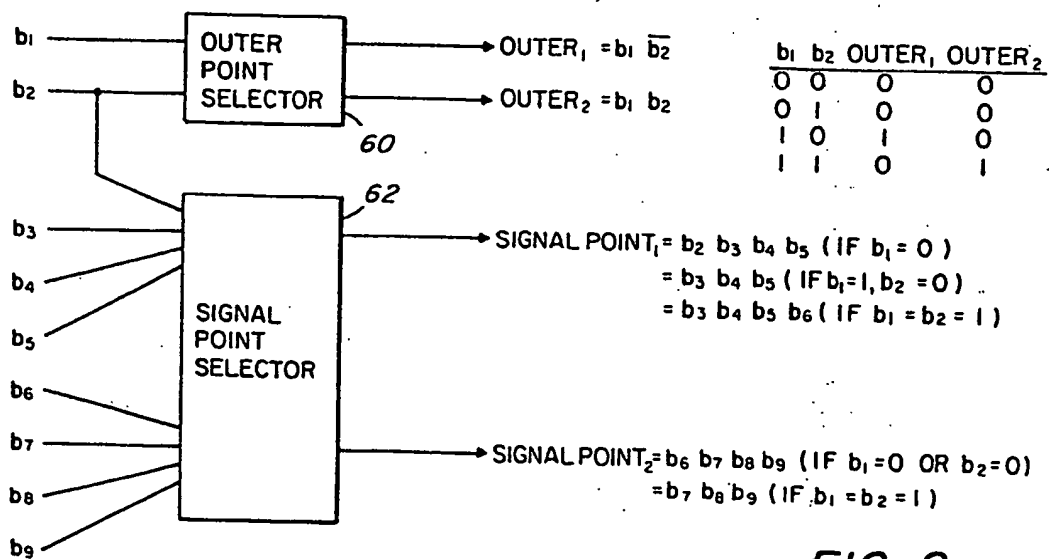 b₁
b₂
OUTER
POINT
SELECTOR
60
OUTER₁ = b₁ b̅₂̅
OUTER₂ = b₁ b₂
b₁ b₂ OUTER₁ OUTER₂
0 0 0 0
0 1 0 0
1 0 1 0
1 1 0 1
62
b₃
b₄
b₅
b₆
b₇
b₈
b₉
SIGNAL
POINT
SELECTOR
SIGNAL POINT₁ = b₂ b₃ b₄ b₅ (IF b₁ = 0)
= b₃ b₄ b₅ (IF b₁=1, b₂ =0)
= b₃ b₄ b₅ b₆ (IF b₁ = b₂ = 1)
SIGNAL POINT₂=b₆ b₇ b₈ b₉ (IF b₁ =0 OR b₂=0)
=b₇ b₈ b₉ (IF b₁ =b₂ = 1)